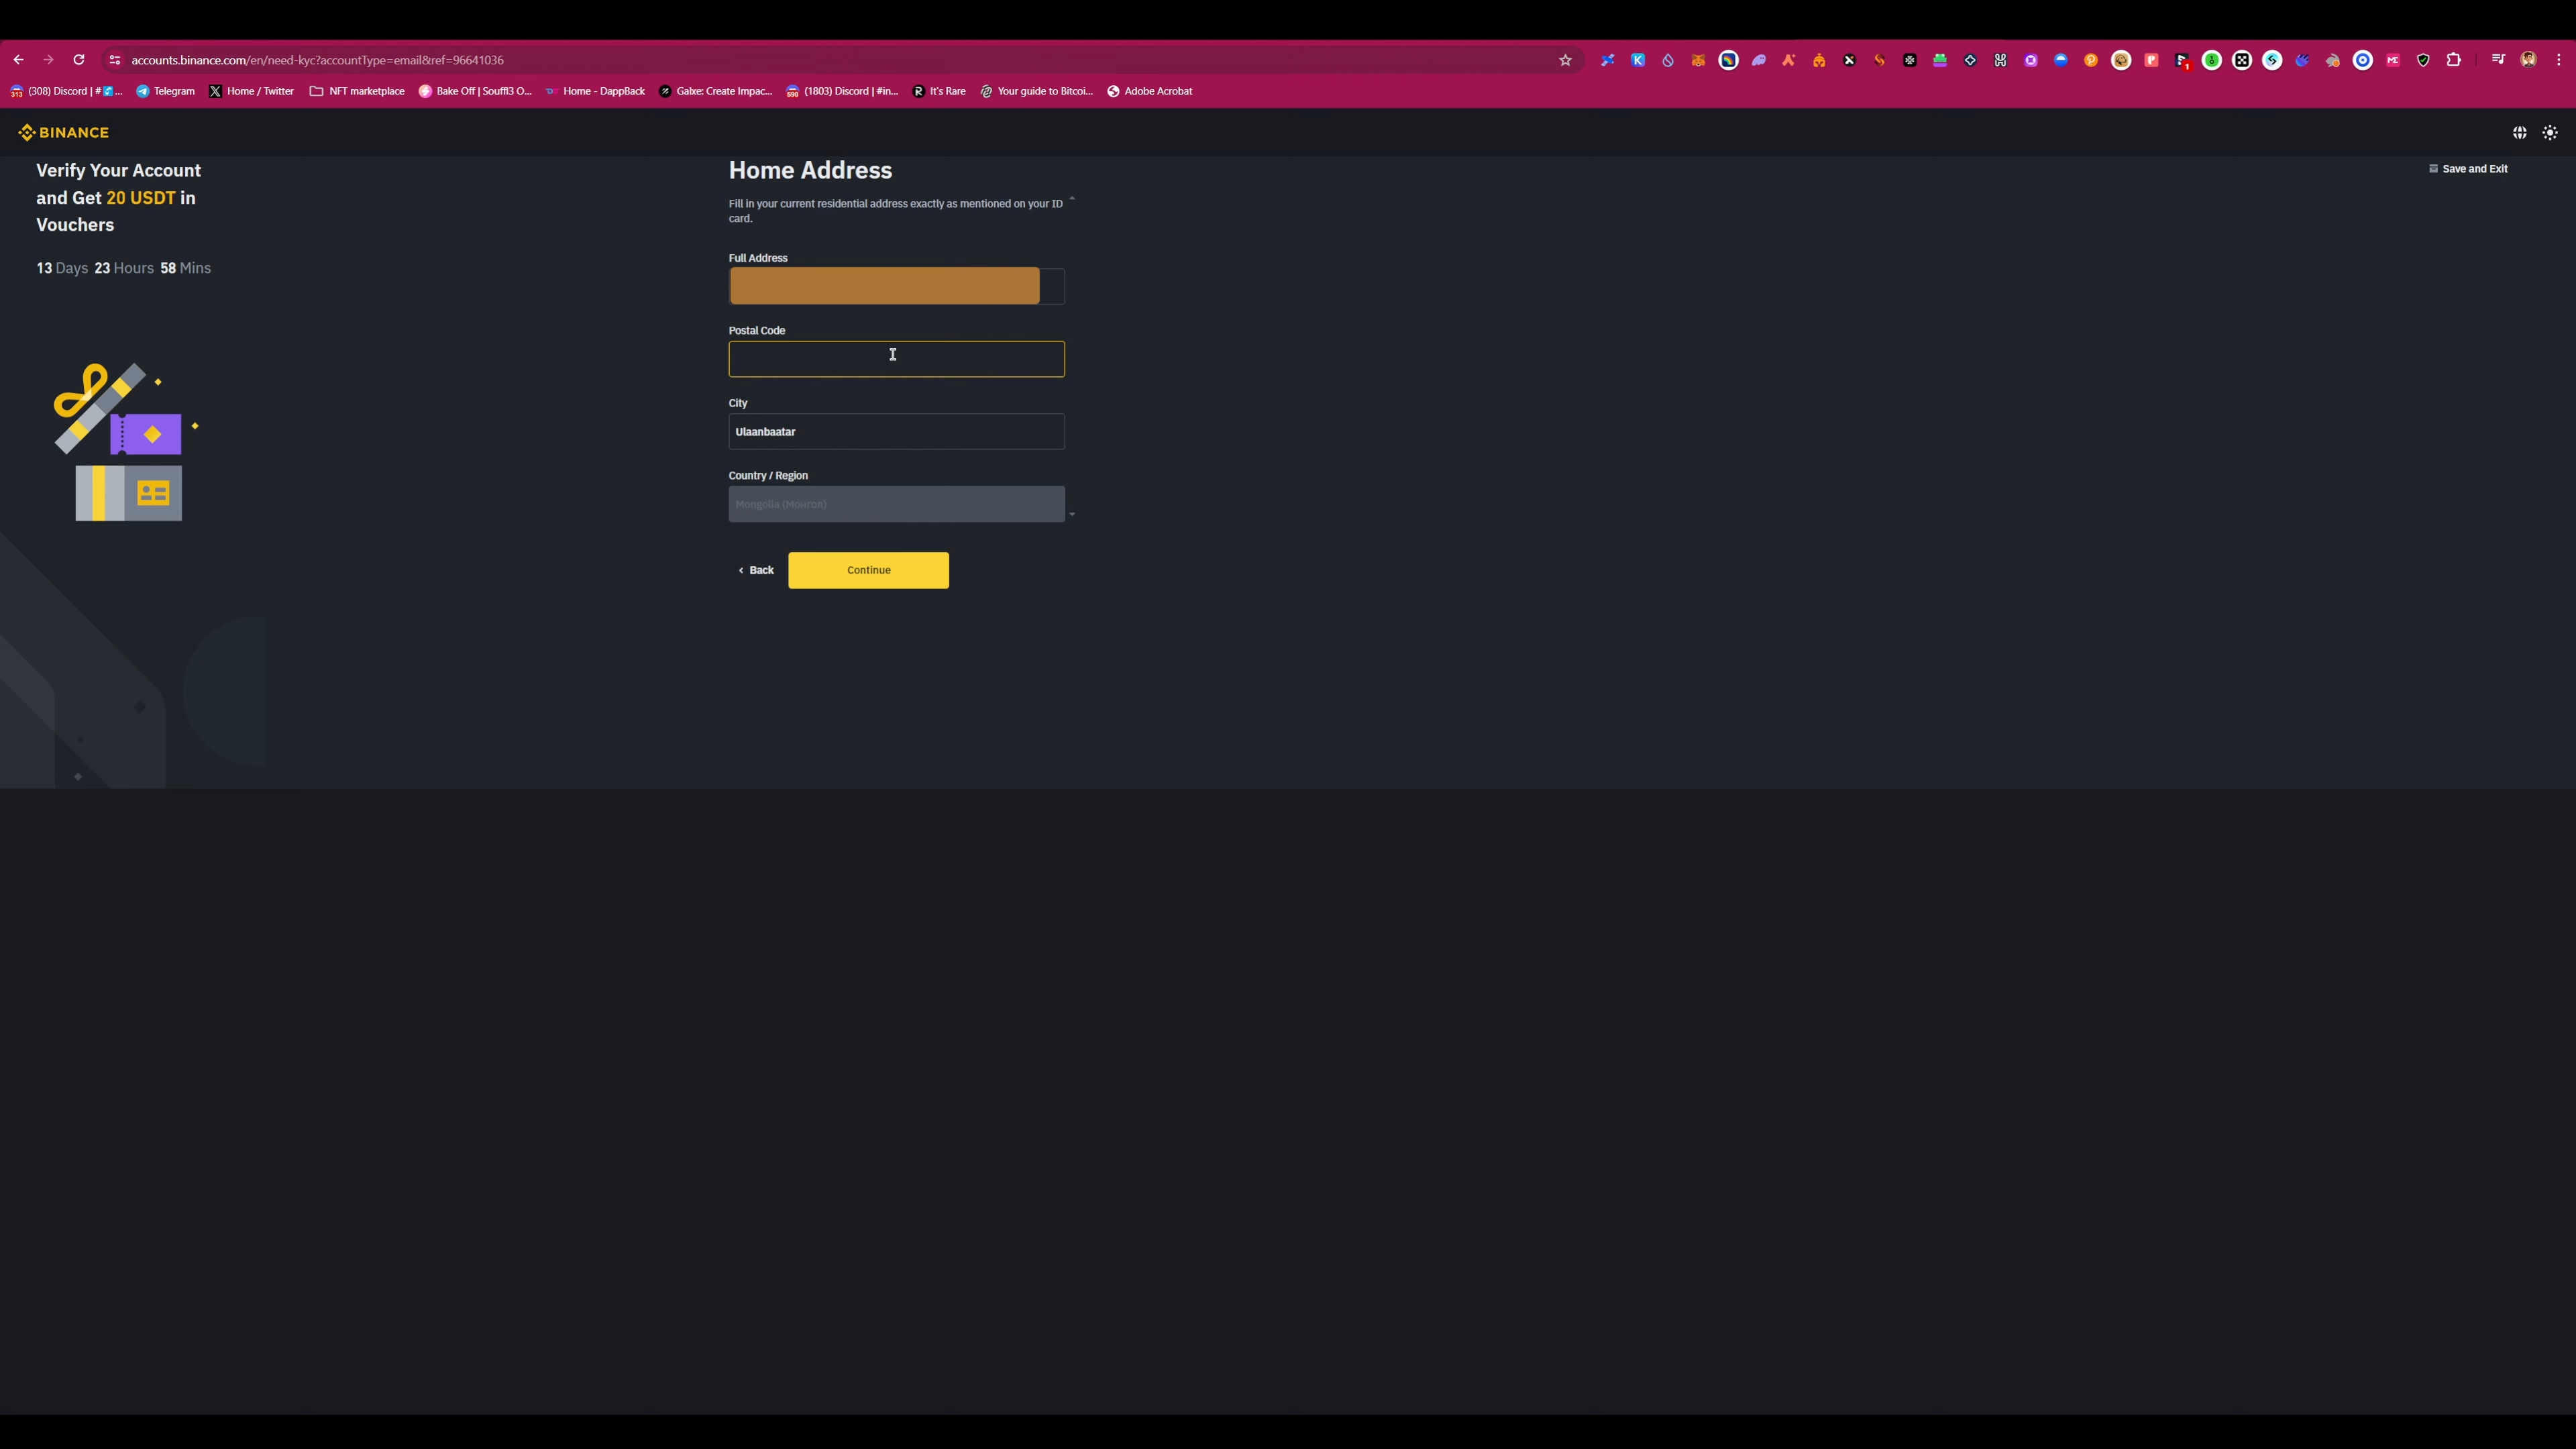 accounts.binance.com/en/need-kyc?accountType=email&ref=96641036
(308) Discord | # ...
Telegram
Home / Twitter
NFT marketplace
Bake Off | Souffl3 O...
Home - DappBack
Galxe: Create Impac...
(1803) Discord | #in...
It's Rare
Your guide to Bitcoi...
Adobe Acrobat
BINANCE
Verify Your Account
and Get 20 USDT in
Vouchers
13 Days 23 Hours 58 Mins
Home Address
Save and Exit
Fill in your current residential address exactly as mentioned on your ID
card.
Full Address
Postal Code
City
Ulaanbaatar
Country / Region
Mongolia (Монгол)
Back
Continue